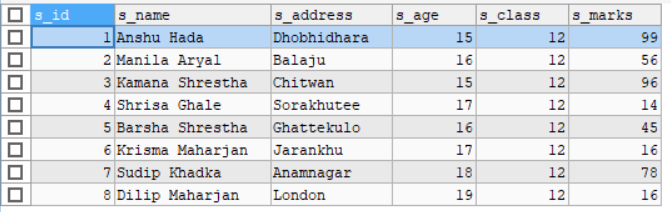 s_id s_name s_address s_age s_class s_marks
1 Anshu Hada Dhobhidhara 15 12 99
2 Manila Aryal Balaju 16 12 56
3 Kamana Shrestha Chitwan 15 12 96
4 Shrisa Ghale Sorakhutee 17 12 14
5 Barsha Shrestha Ghattekulo 16 12 45
6 Krisma Maharjan Jarankhu 17 12 16
7 Sudip Khadka Anamnagar 18 12 78
8 Dilip Maharjan London 19 12 16